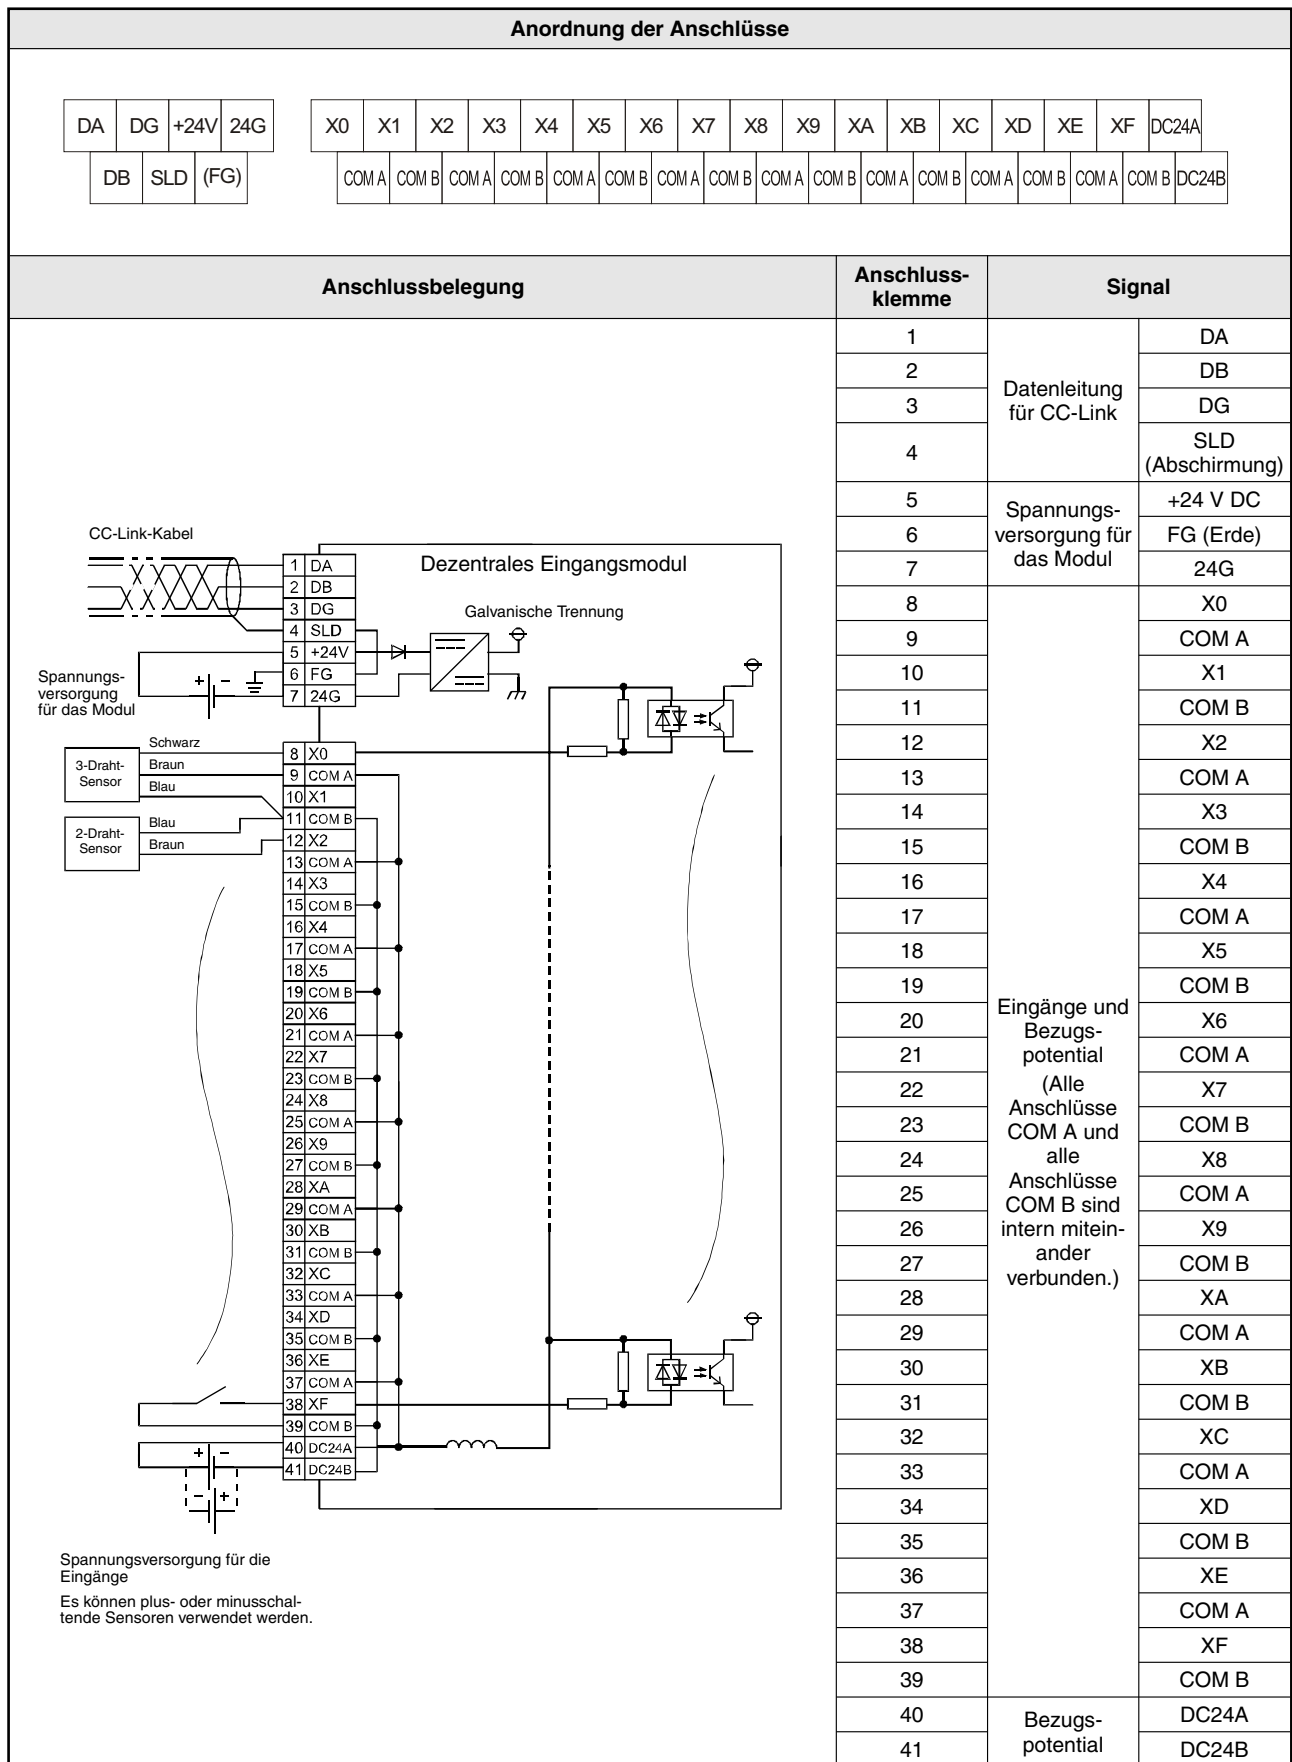 Anordnung der Anschlüsse
DA DG +24V 24G X0 X1 X2 X3 X4 X5 X6 X7 X8 X9 XA XB XC XD XE XF DC24A
DB SLD (FG) COM A COM B COM A COM B COM A COM B COM A COM B COM A COM B COM A COM B COM A COM B COM A COM B DC24B
Anschlussbelegung
Anschluss-
klemme
Signal
CC-Link-Kabel
Dezentrales Eingangsmodul
Galvanische Trennung
1 DA
2 DB
3 DG
4 SLD
5 +24V
6 FG
7 24G
Spannungs-
versorgung
für das Modul
+ -
3-Draht-
Sensor
Schwarz
Braun
Blau
2-Draht-
Sensor
Blau
Braun
8 X0
9 COM A
10 X1
11 COM B
12 X2
13 COM A
14 X3
15 COM B
16 X4
17 COM A
18 X5
19 COM B
20 X6
21 COM A
22 X7
23 COM B
24 X8
25 COM A
26 X9
27 COM B
28 XA
29 COM A
30 XB
31 COM B
32 XC
33 COM A
34 XD
35 COM B
36 XE
37 COM A
38 XF
39 COM B
40 DC24A
41 DC24B
+ -
- +
Spannungsversorgung für die
Eingänge
Es können plus- oder minusschal-
tende Sensoren verwendet werden.
1 DA
2 DB
3 DG
4 SLD
(Abschirmung)
Datenleitung
für CC-Link
5 +24 V DC
6 FG (Erde)
7 24G
Spannungs-
versorgung für
das Modul
8 X0
9 COM A
10 X1
11 COM B
12 X2
13 COM A
14 X3
15 COM B
16 X4
17 COM A
18 X5
19 COM B
20 X6
21 COM A
22 X7
23 COM B
24 X8
25 COM A
26 X9
27 COM B
28 XA
29 COM A
30 XB
31 COM B
32 XC
33 COM A
34 XD
35 COM B
36 XE
37 COM A
38 XF
39 COM B
Eingänge und
Bezugs-
potential
(Alle
Anschlüsse
COM A und
alle
Anschlüsse
COM B sind
intern mitein-
ander
verbunden.)
40 DC24A
41 DC24B
Bezugs-
potential